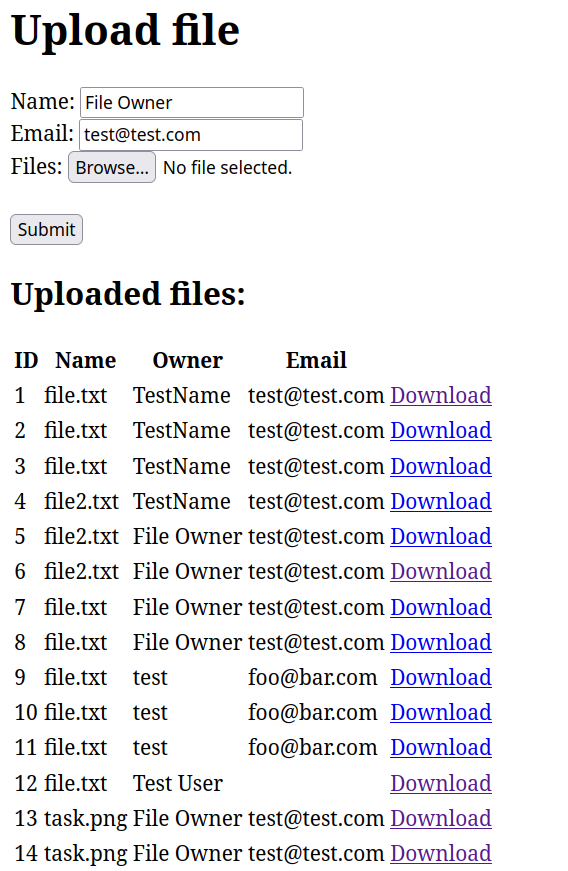 Upload file
Name: File Owner
Email: test@test.com
Files: Browse... No file selected.
Submit
Uploaded files:
ID Name Owner Email
1 file.txt TestName test@test.com Download
2 file.txt TestName test@test.com Download
3 file.txt TestName test@test.com Download
4 file2.txt TestName test@test.com Download
5 file2.txt File Owner test@test.com Download
6 file2.txt File Owner test@test.com Download
7 file.txt File Owner test@test.com Download
8 file.txt File Owner test@test.com Download
9 file.txt test foo@bar.com Download
10 file.txt test foo@bar.com Download
11 file.txt test foo@bar.com Download
12 file.txt Test User Download
13 task.png File Owner test@test.com Download
14 task.png File Owner test@test.com Download